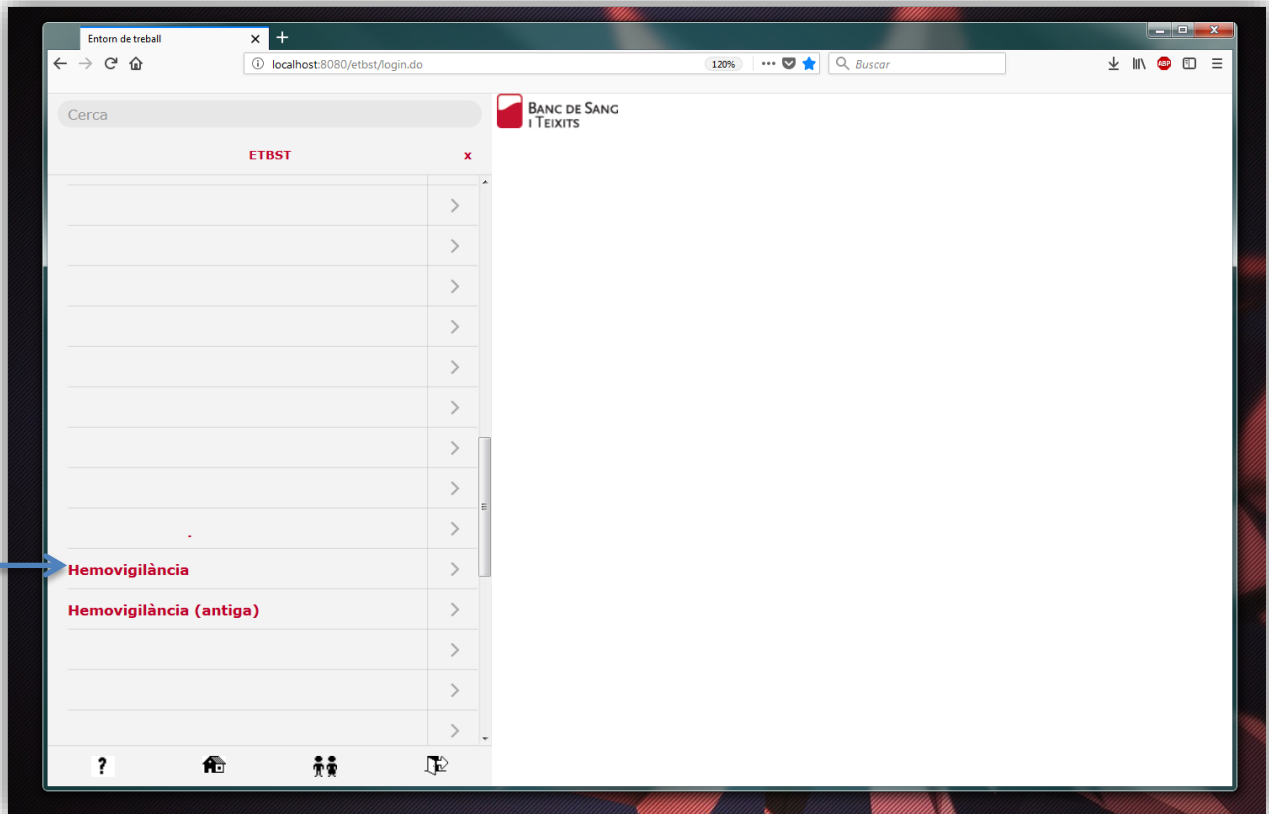 Entorn de treball
localhost:8080/etbst/login.do
120%
Buscar
ABP
Cerca
BANC DE SANG
I TEIXITS
ETBST x
Hemovigilància
Hemovigilància (antiga)
?